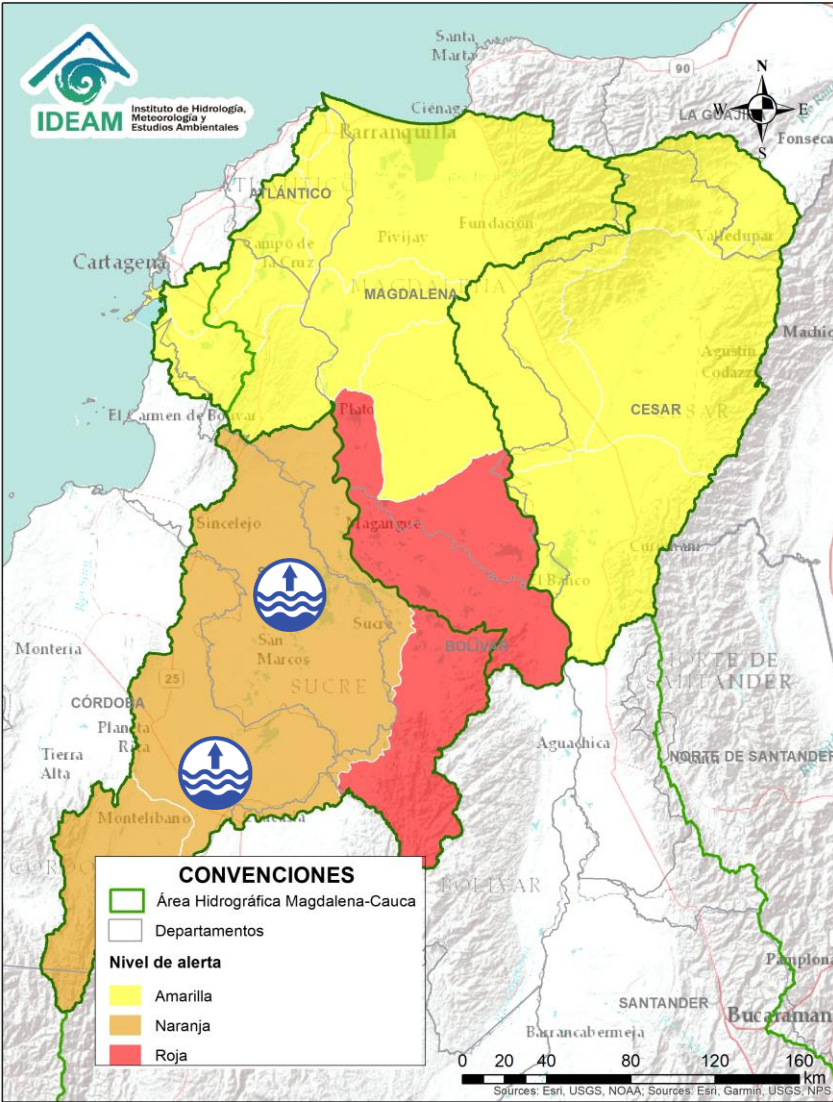 Santa
Marta
90
N
W
E
S
IDEAM
Instituto de Hidrología,
Meteorología y
Estudios Ambientales
Ciénaga
LA GUAJIRA
Fonseca
Barranquilla
ATLÁNTICO
Campo de
la Cruz
Pivijay
Fundación
Valledupar
Cartagena
MAGDALENA
MAGDALENA
Machiq
Agustín
Codazzi
CESAR
CESAR
El Carmen de Bolívar
Plato
Sincelejo
Magangué
Curumaní
El Banco
Sucre
BOLÍVAR
San
Marcos
SUCRE
Montería
25
CÓRDOBA
Planeta
Rica
Tierra
Alta
NORTE DE
SANTANDER
Aguachica
NORTE DE SANTANDER
Montelíbano
BOLÍVAR
CONVENCIONES
Área Hidrográfica Magdalena-Cauca
Departamentos
Nivel de alerta
Amarilla
Naranja
Roja
Pamplona
SANTANDER
Bucaraman
Barrancabermeja
0 20 40 80 120 160
km
Sources: Esri, USGS, NOAA; Sources: Esri, Garmin, USGS, NPS